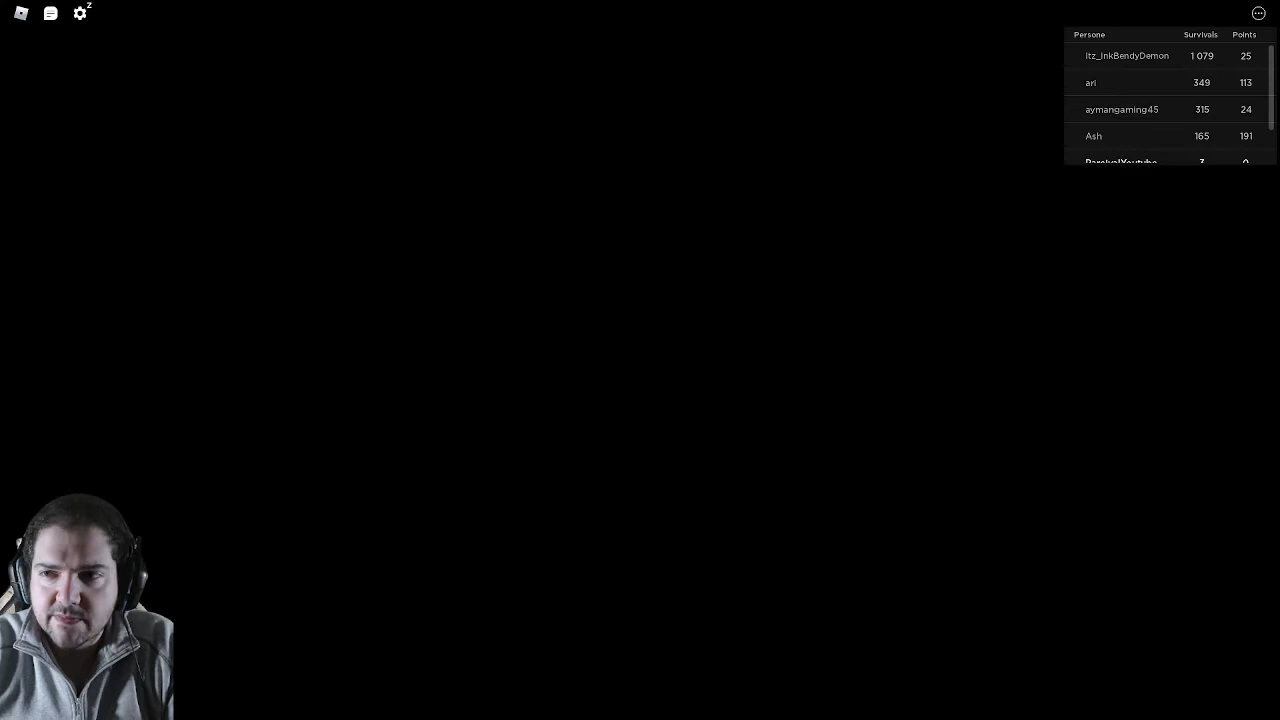 z
Persone Survivals Points
Itz_InkBendyDemon 1 079 25
ari 349 113
aymangaming45 315 24
Ash 165 191